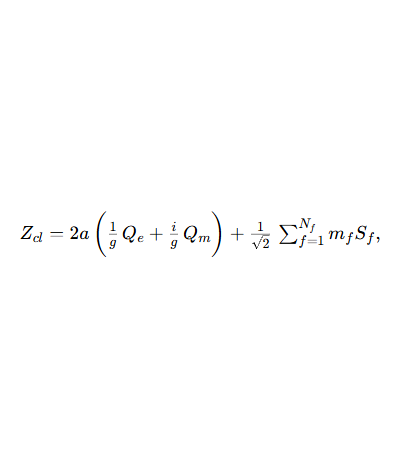 Z_{cl} = 2a \left( \frac{1}{g} Q_e + \frac{i}{g} Q_m \right) + \frac{1}{\sqrt{2}} \sum_{f=1}^{N_f} m_f S_f,